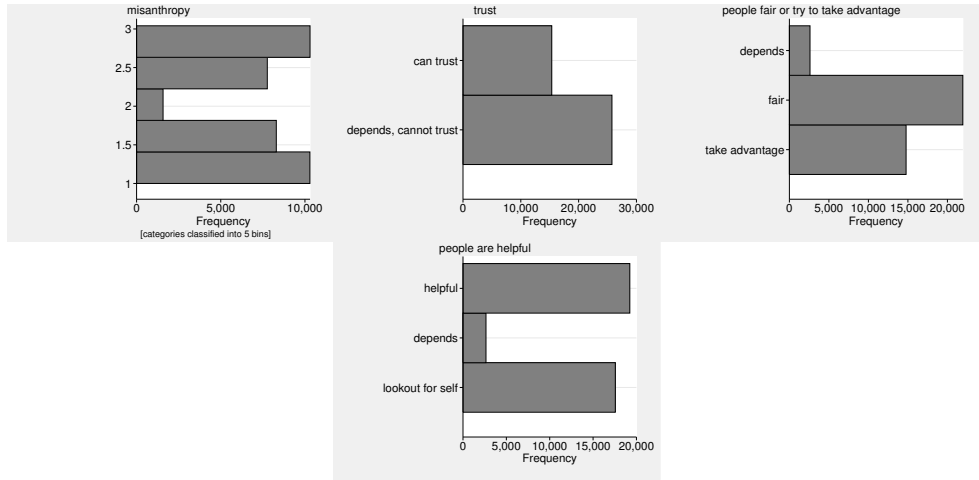 misanthropy
3
2.5
2
1.5
1
0 5,000 10,000
Frequency
[categories classified into 5 bins]
trust
can trust
depends, cannot trust
0 10,000 20,000 30,000
Frequency
people fair or try to take advantage
depends
fair
take advantage
0 5,000 10,000 15,000 20,000
Frequency
people are helpful
helpful
depends
lookout for self
0 5,000 10,000 15,000 20,000
Frequency